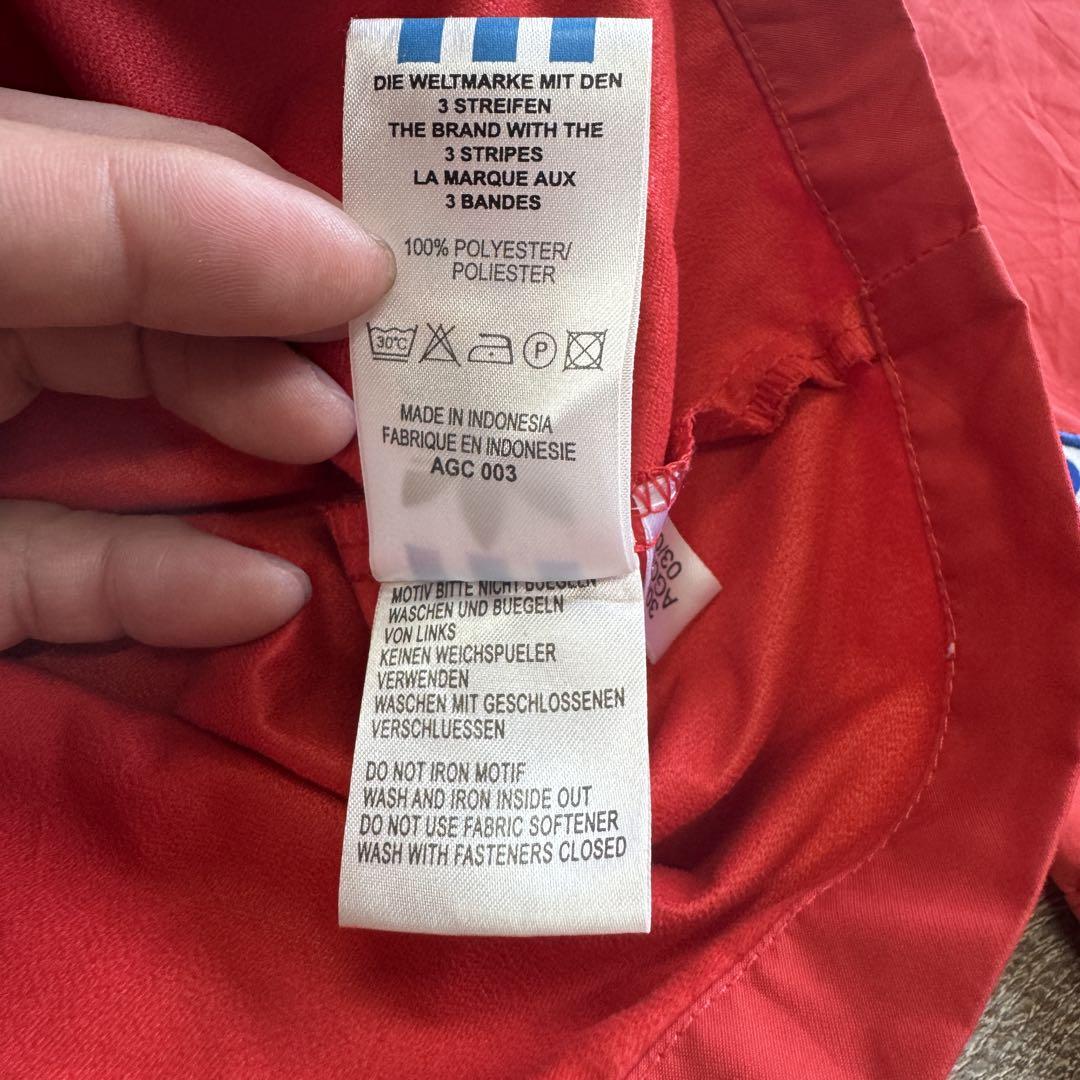 DIE WELTMARKE MIT DEN
3 STREIFEN
THE BRAND WITH THE
3 STRIPES
LA MARQUE AUX
3 BANDES
100% POLYESTER/
POLIESTER
30°C
P
MADE IN INDONESIA
FABRIQUE EN INDONESIE
AGC 003
MOTIV BITTE NICHT BUEGELN
WASCHEN UND BUEGELN
VON LINKS
KEINEN WEICHSPUELER
VERWENDEN
WASCHEN MIT GESCHLOSSENEN
VERSCHLUESSEN
DO NOT IRON MOTIF
WASH AND IRON INSIDE OUT
DO NOT USE FABRIC SOFTENER
WASH WITH FASTENERS CLOSED